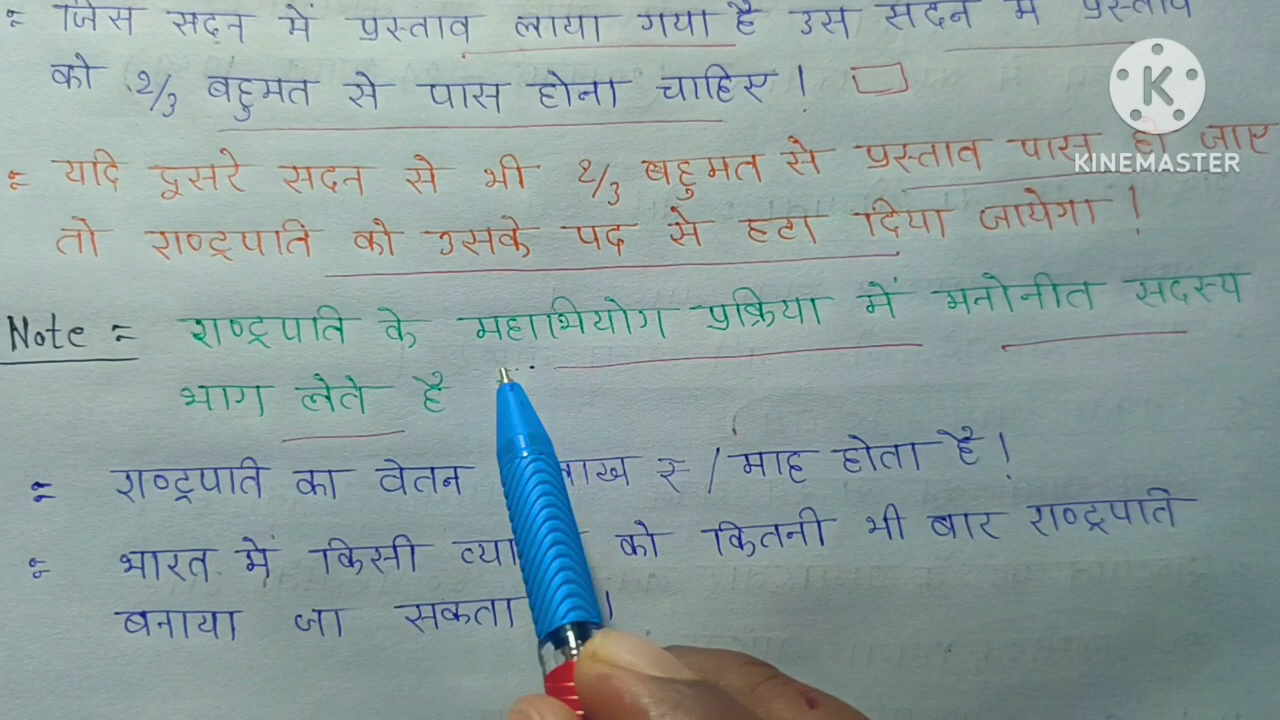 जिस सदन में प्रस्ताव लाया गया है उस सदन में प्रस्ताव
को 2/3 बहुमत से पास होना चाहिए !
यदि दूसरे सदन से भी 2/3 बहुमत से प्रस्ताव पास हो जाए
तो राष्ट्रपति को उसके पद से हटा दिया जायेगा !
Note = राष्ट्रपति के महाभियोग प्रक्रिया में मनोनीत सदस्य
भाग लेते है
राष्ट्रपति का वेतन रू / माह होता है !
भारत में किसी को कितनी भी बार राष्ट्रपति
बनाया जा सकता !
K
KINEMASTER